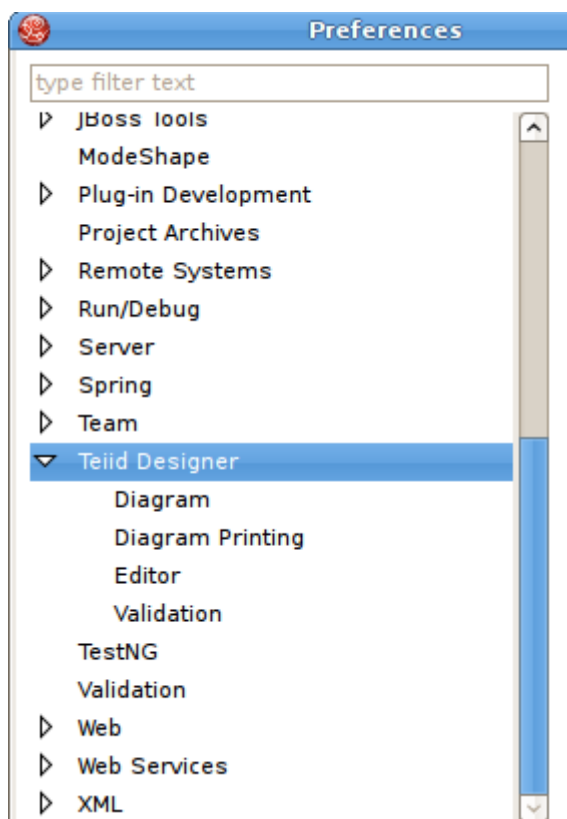 Preferences
type filter text
JBoss Tools
ModeShape
Plug-in Development
Project Archives
Remote Systems
Run/Debug
Server
Spring
Team
Teiid Designer
Diagram
Diagram Printing
Editor
Validation
TestNG
Validation
Web
Web Services
XML